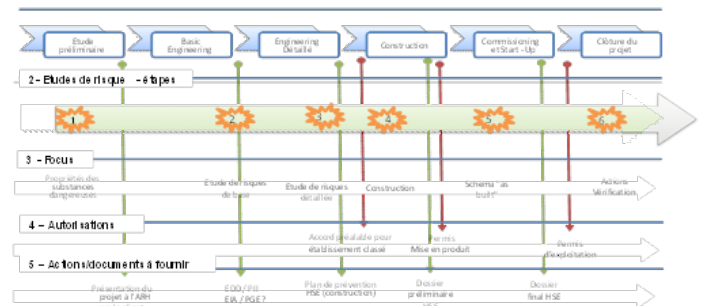 Etude
préliminaire
Basic
Engineering
Engineering
Détaillé
Construction
Commissioning
et Start - Up
Clôture du
projet
2 – Etudes de risque – étapes
1
2
3
4
5
6
3 – Focus
Propriétés des
substances
dangereuses
Etude de risques
de base
Etude de risques
détaillée
Construction
Schema "as
built"
Actions
Vérification
4 – Autorisations
Accord préalable pour
établissement classé
Permis
Mise en produit
Permis
d'exploitation
5 – Actions/documents à fournir
Présentation du
projet à l'ARH
EDD / PII
EIA / PGE?
Plan de prévention
HSE (construction)
Dossier
préliminaire
HSE
Dossier
final HSE